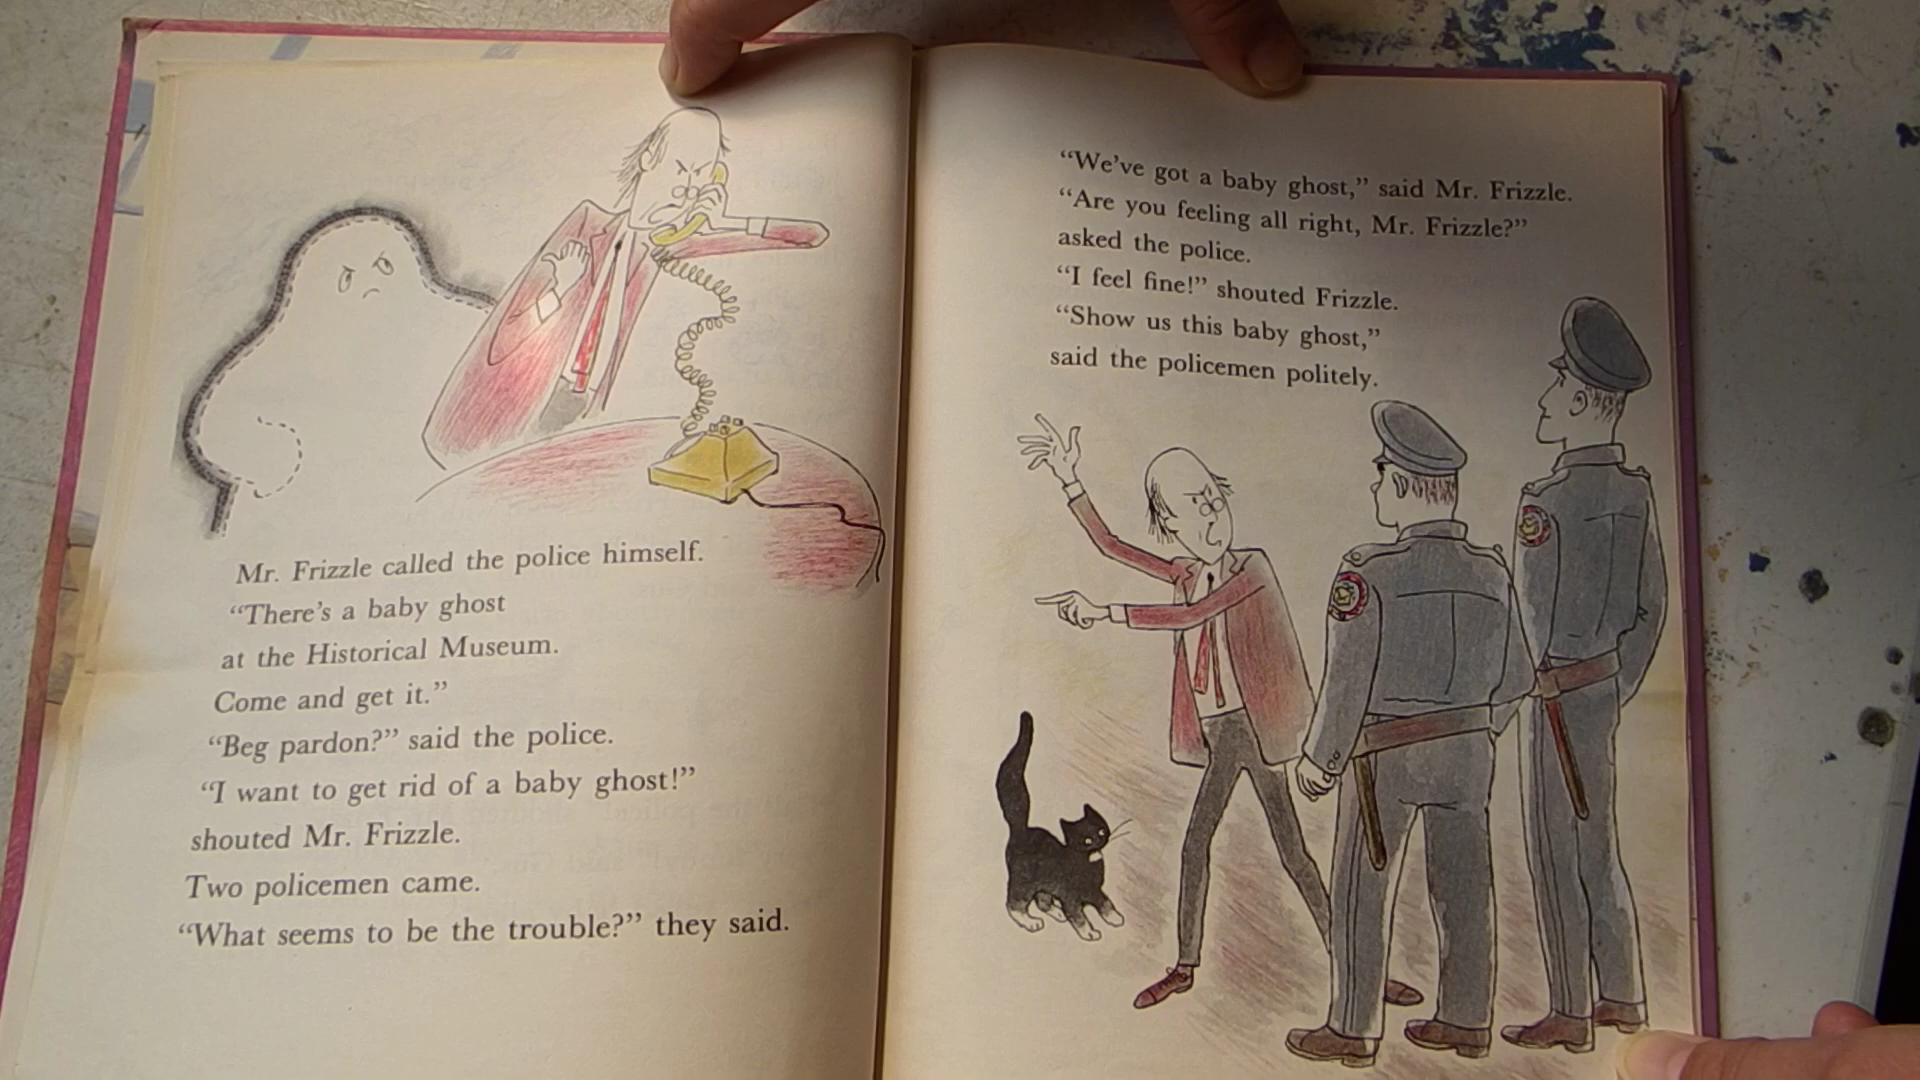 Mr. Frizzle called the police himself.
“There’s a baby ghost
at the Historical Museum.
Come and get it.”
“Beg pardon?” said the police.
“I want to get rid of a baby ghost!”
shouted Mr. Frizzle.
Two policemen came.
“What seems to be the trouble?” they said.
“We’ve got a baby ghost,” said Mr. Frizzle.
“Are you feeling all right, Mr. Frizzle?”
asked the police.
“I feel fine!” shouted Frizzle.
“Show us this baby ghost,”
said the policemen politely.